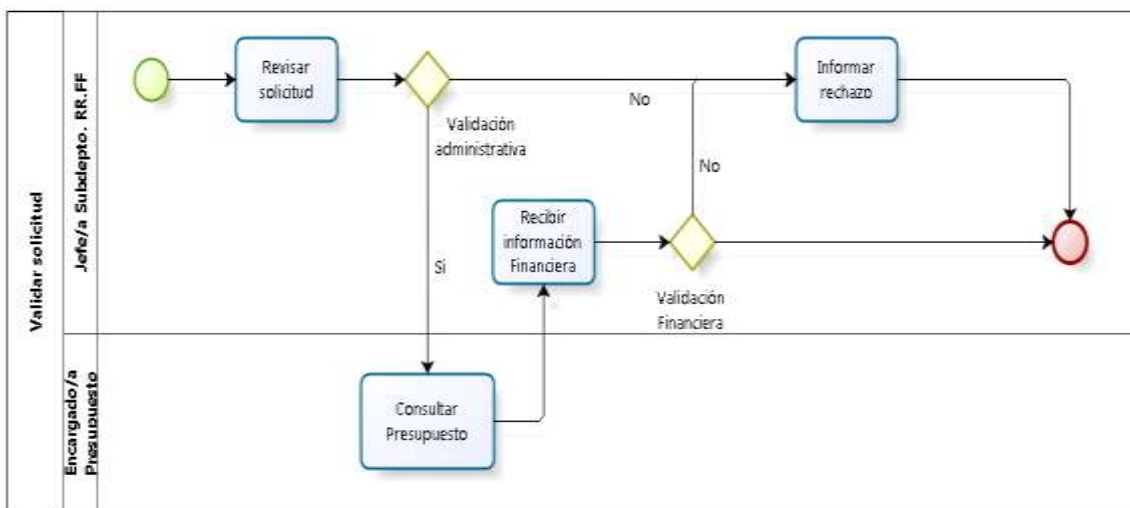 Validar solicitud
Jefe/a Subdepto. RR.FF
Revisar
solicitud
Validación
administrativa
No
Informar
rechazo
Si
Recibir
información
Financiera
No
Validación
Financiera
Encargado/a
Presupuesto
Consultar
Presupuesto